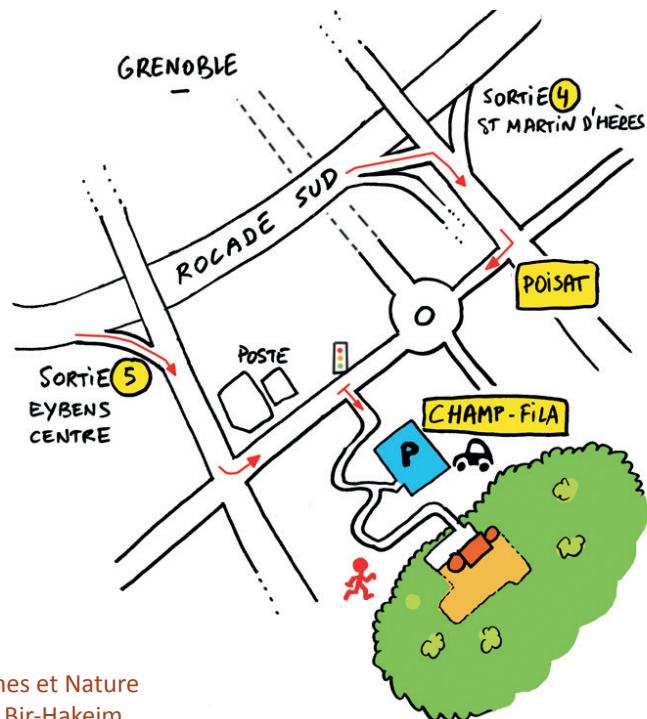 GRENOBLE
SORTIE 4
ST MARTIN D'HÈRES
ROCADE SUD
POISAT
POSTE
SORTIE 5
EYBENS
CENTRE
CHAMP-FILA
P
et Nature
Bir-Hakeim